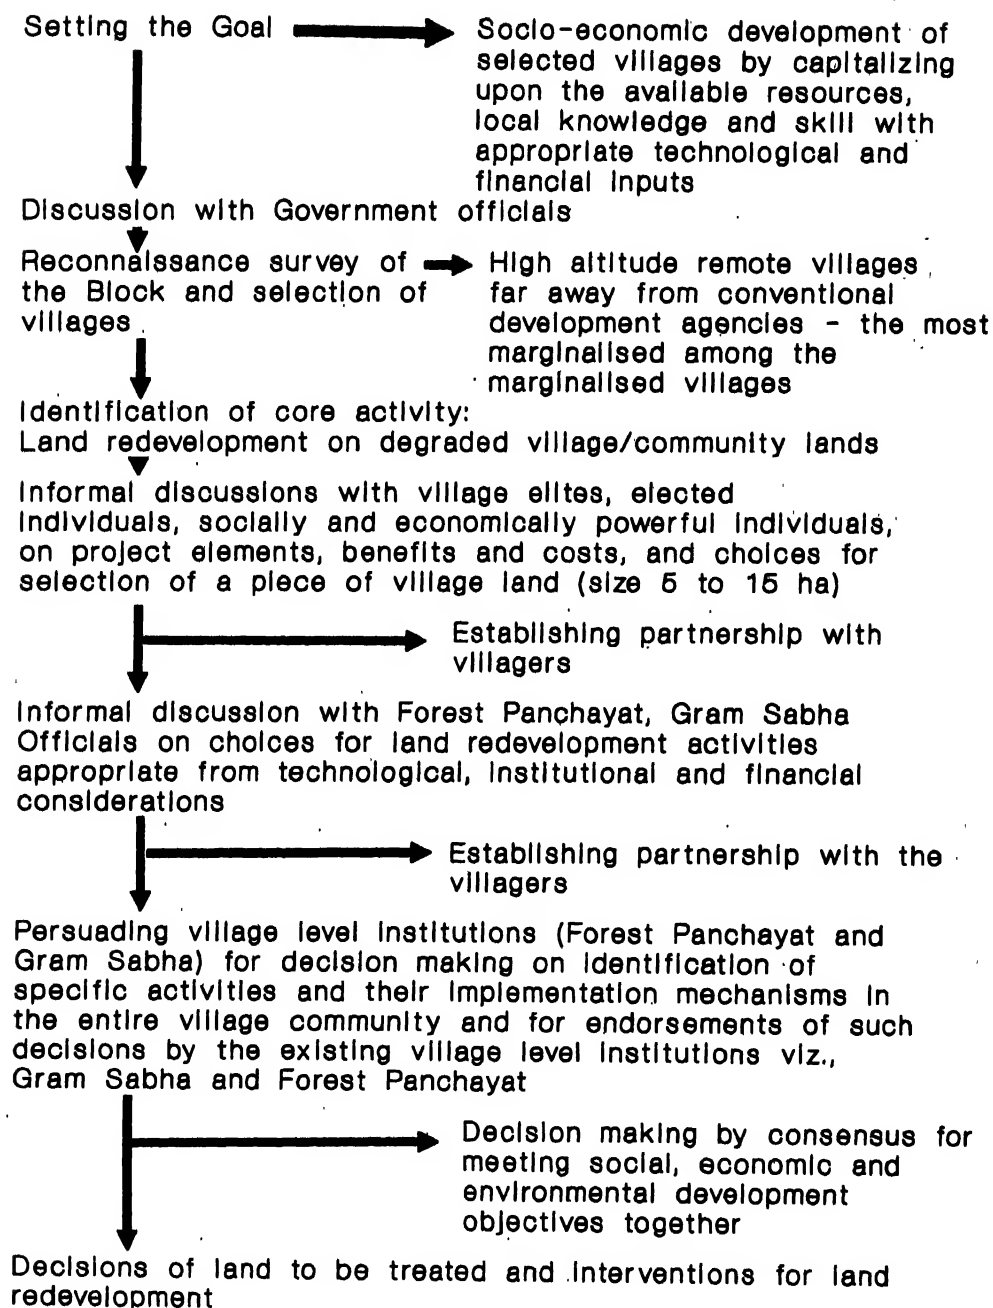 Setting the Goal
Socio-economic development of
selected villages by capitalizing
upon the available resources,
local knowledge and skill with
appropriate technological and
financial inputs
Discussion with Government officials
Reconnaissance survey of
the Block and selection of
villages
High altitude remote villages
far away from conventional
development agencies - the most
marginalised among the
marginalised villages
Identification of core activity:
Land redevelopment on degraded village/community lands
Informal discussions with village elites, elected
individuals, socially and economically powerful individuals,
on project elements, benefits and costs, and choices for
selection of a piece of village land (size 5 to 15 ha)
Establishing partnership with
villagers
Informal discussion with Forest Panchayat, Gram Sabha
Officials on choices for land redevelopment activities
appropriate from technological, institutional and financial
considerations
Establishing partnership with the
villagers
Persuading village level institutions (Forest Panchayat and
Gram Sabha) for decision making on identification of
specific activities and their implementation mechanisms in
the entire village community and for endorsements of such
decisions by the existing village level institutions viz.,
Gram Sabha and Forest Panchayat
Decision making by consensus for
meeting social, economic and
environmental development
objectives together
Decisions of land to be treated and interventions for land
redevelopment